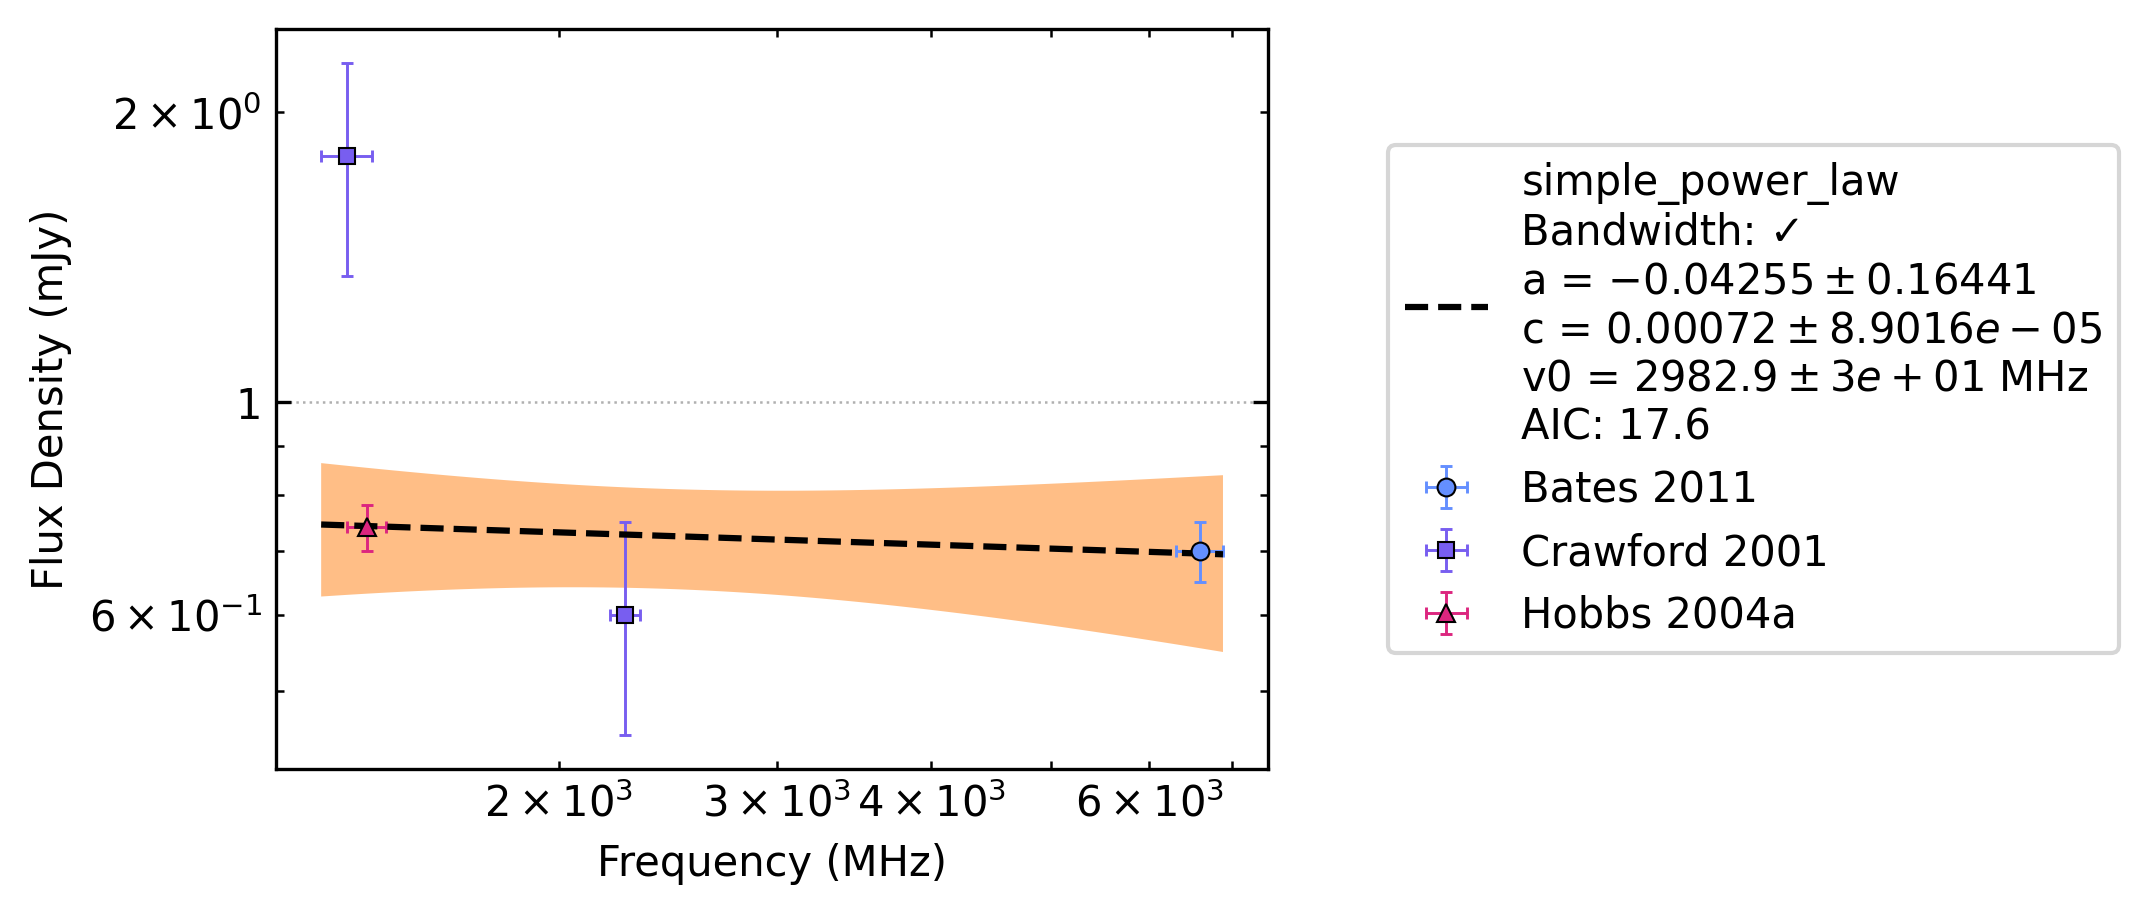 2 × 10⁰
1
6 × 10⁻¹
Flux Density (mJy)
2 × 10³ 3 × 10³ 4 × 10³ 6 × 10³
Frequency (MHz)
simple_power_law
Bandwidth: ✓
a = −0.04255 ± 0.16441
c = 0.00072 ± 8.9016e − 05
v0 = 2982.9 ± 3e + 01 MHz
AIC: 17.6
Bates 2011
Crawford 2001
Hobbs 2004a